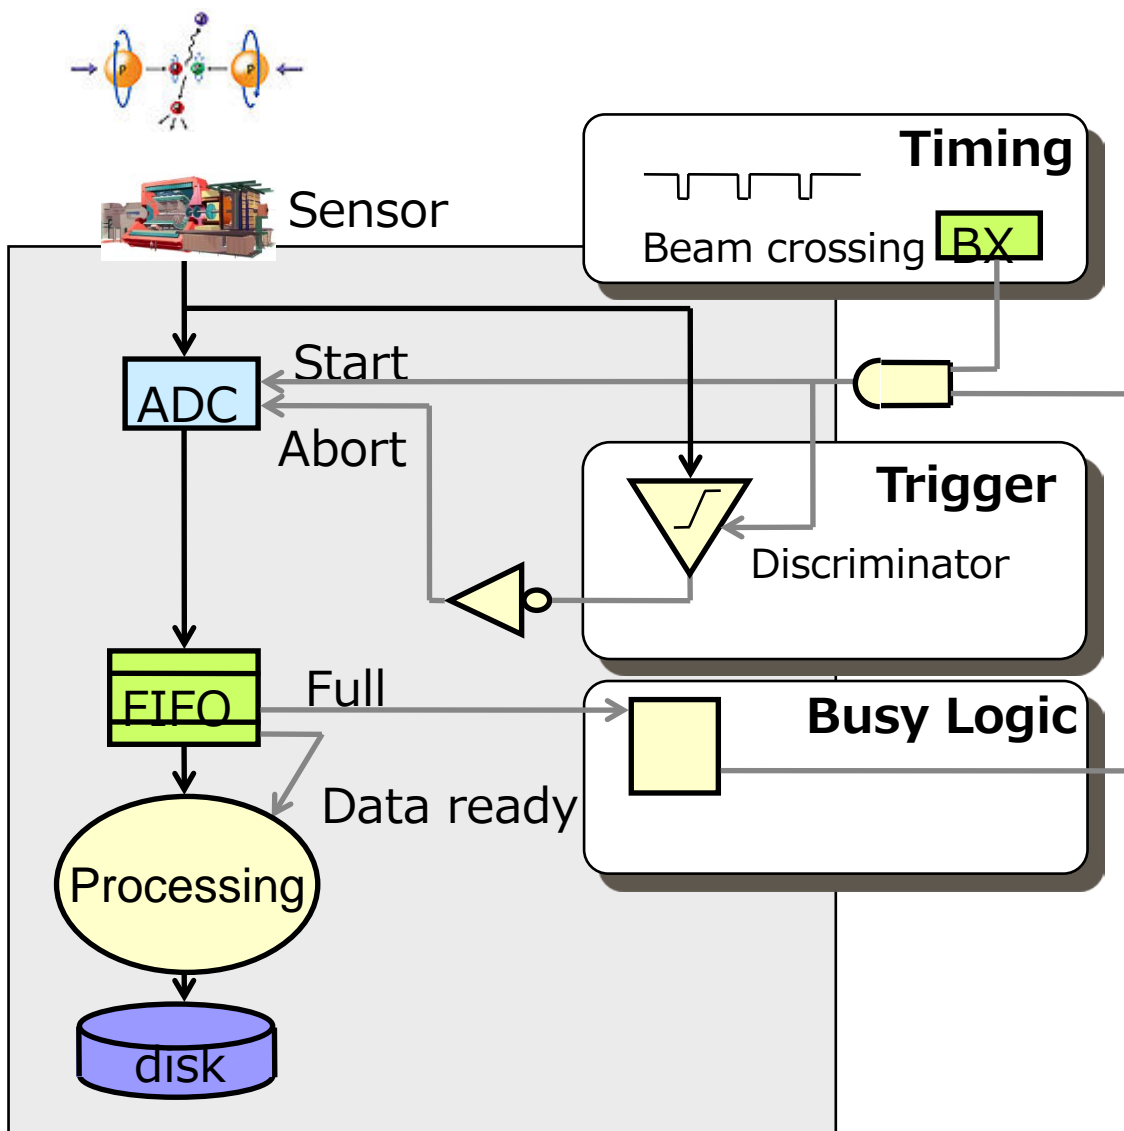 Timing
Sensor
Beam crossing
BX
Start
ADC
Abort
Trigger
Discriminator
Full
FIFO
Busy Logic
Data ready
Processing
disk